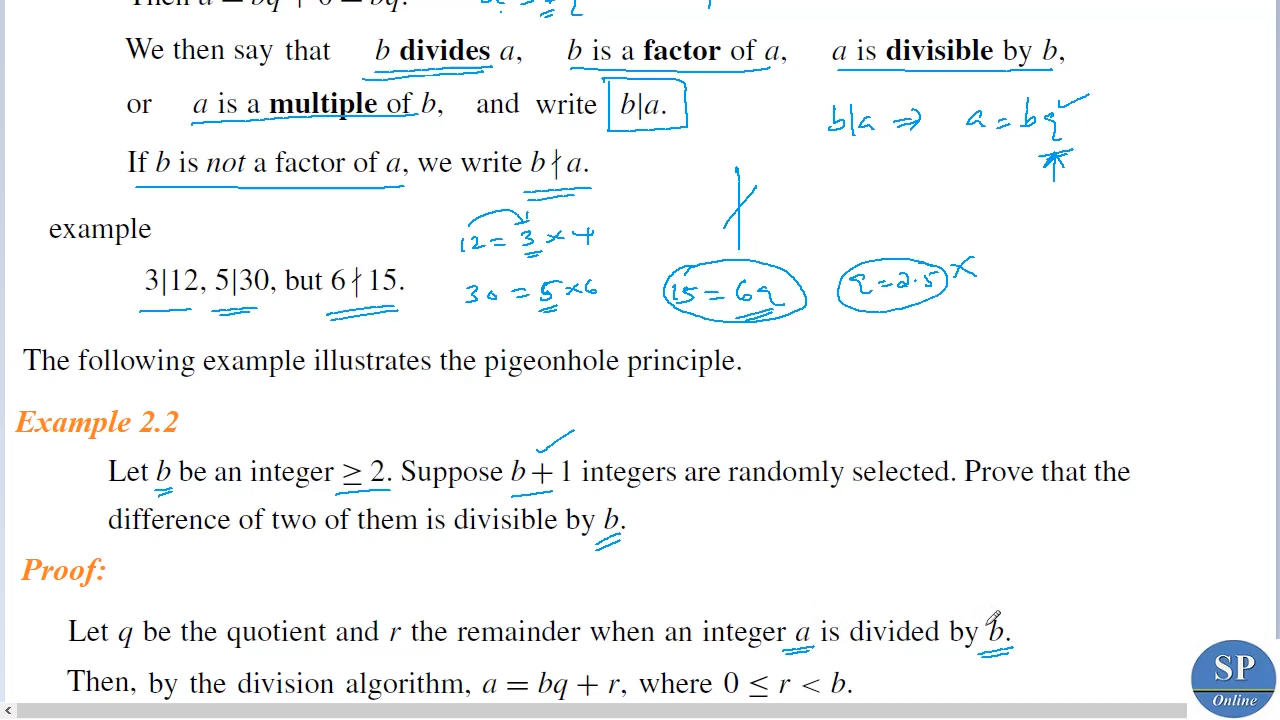 We then say that b divides a, b is a factor of a, a is divisible by b,
or a is a multiple of b, and write b|a.
b|a ⇒ a = bq
If b is not a factor of a, we write b ∤ a.
example
12 = 3 × 4
3|12, 5|30, but 6 ∤ 15.
30 = 5 × 6
15 = 6q
q = 2.5 ×
The following example illustrates the pigeonhole principle.
Example 2.2
Let b be an integer ≥ 2. Suppose b + 1 integers are randomly selected. Prove that the
difference of two of them is divisible by b.
Proof:
Let q be the quotient and r the remainder when an integer a is divided by b.
Then, by the division algorithm, a = bq + r, where 0 ≤ r < b.
SP
Online